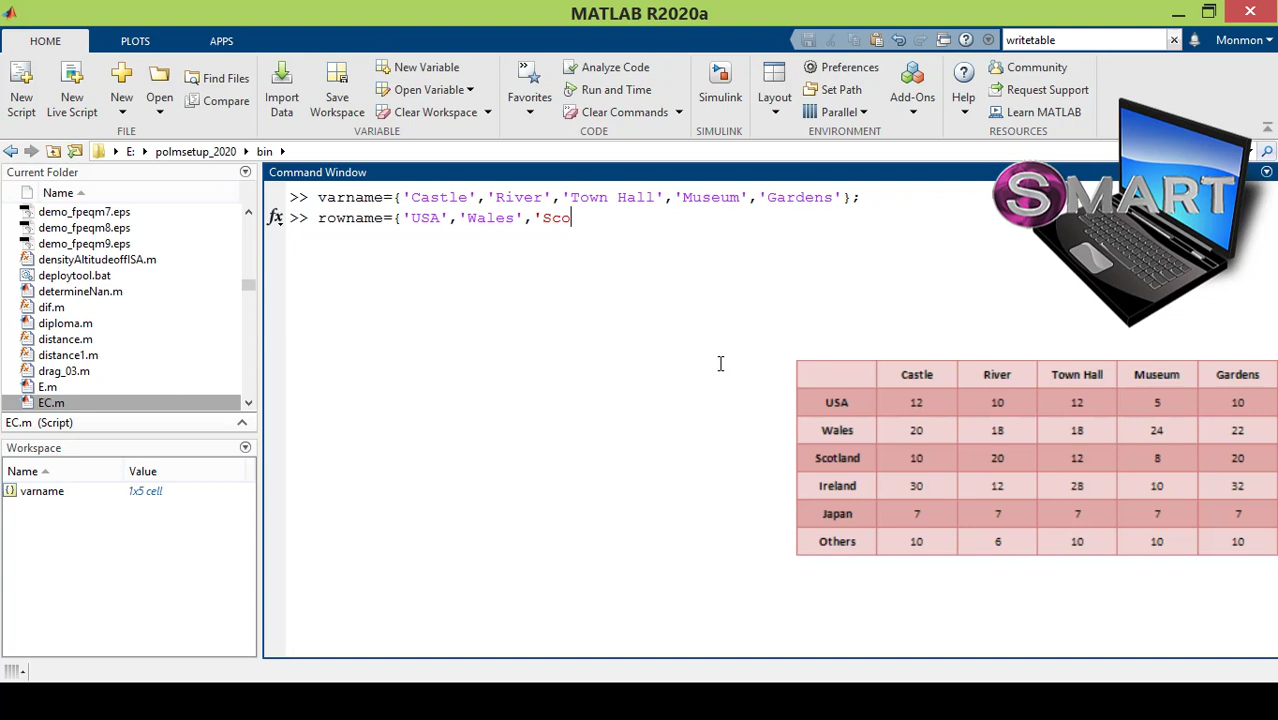 MATLAB R2020a
HOME PLOTS APPS writetable Monmon
New Script New Live Script New Open Find Files Compare
FILE
Import Data Save Workspace New Variable Open Variable Clear Workspace
VARIABLE
Favorites Analyze Code Run and Time Clear Commands
CODE
Simulink
SIMULINK
Layout Preferences Set Path Parallel Add-Ons
ENVIRONMENT
Help Community Request Support Learn MATLAB
RESOURCES
E: polmsetup_2020 bin
Current Folder
Name
demo_fpeqm7.eps
demo_fpeqm8.eps
demo_fpeqm9.eps
densityAltitudeoffISA.m
deploytool.bat
determineNan.m
dif.m
diploma.m
distance.m
distance1.m
drag_03.m
E.m
EC.m
EC.m (Script)
Workspace
Name Value
varname 1x5 cell
Command Window
>> varname={'Castle','River','Town Hall','Museum','Gardens'};
fx >> rowname={'USA','Wales','Sco
SMART
Castle River Town Hall Museum Gardens
USA 12 10 12 5 10
Wales 20 18 18 24 22
Scotland 10 20 12 8 20
Ireland 30 12 28 10 32
Japan 7 7 7 7 7
Others 10 6 10 10 10